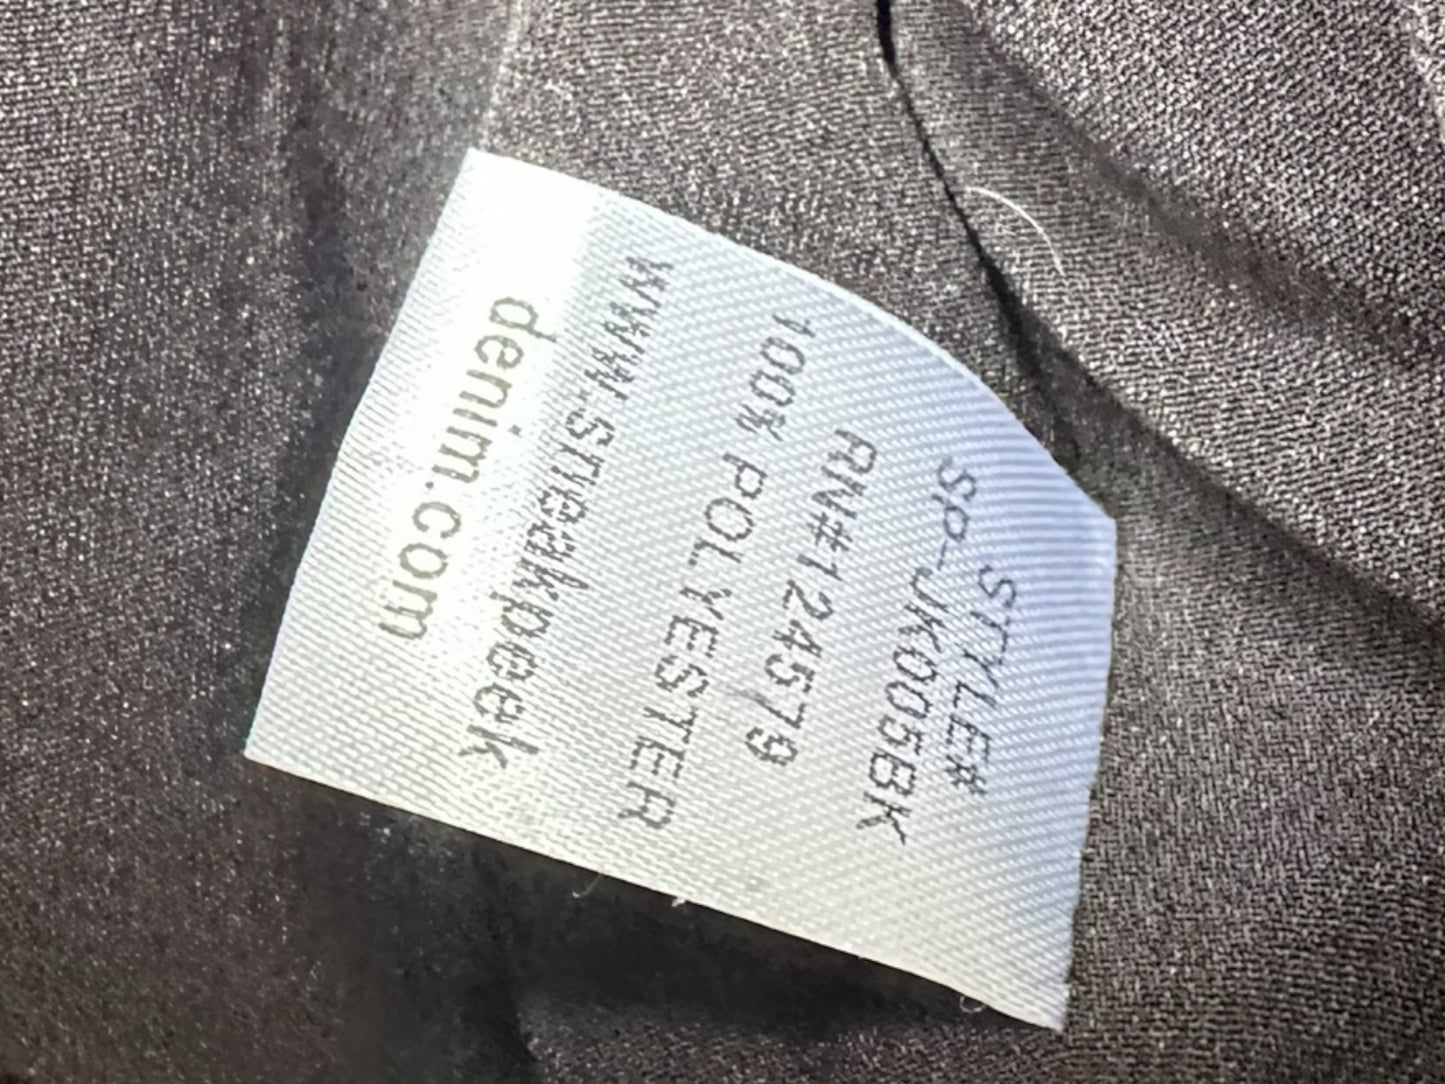 STYLE#
SP-JK005BK
RN#124579
100% POLYESTER
www.sneakpeek
denim.com